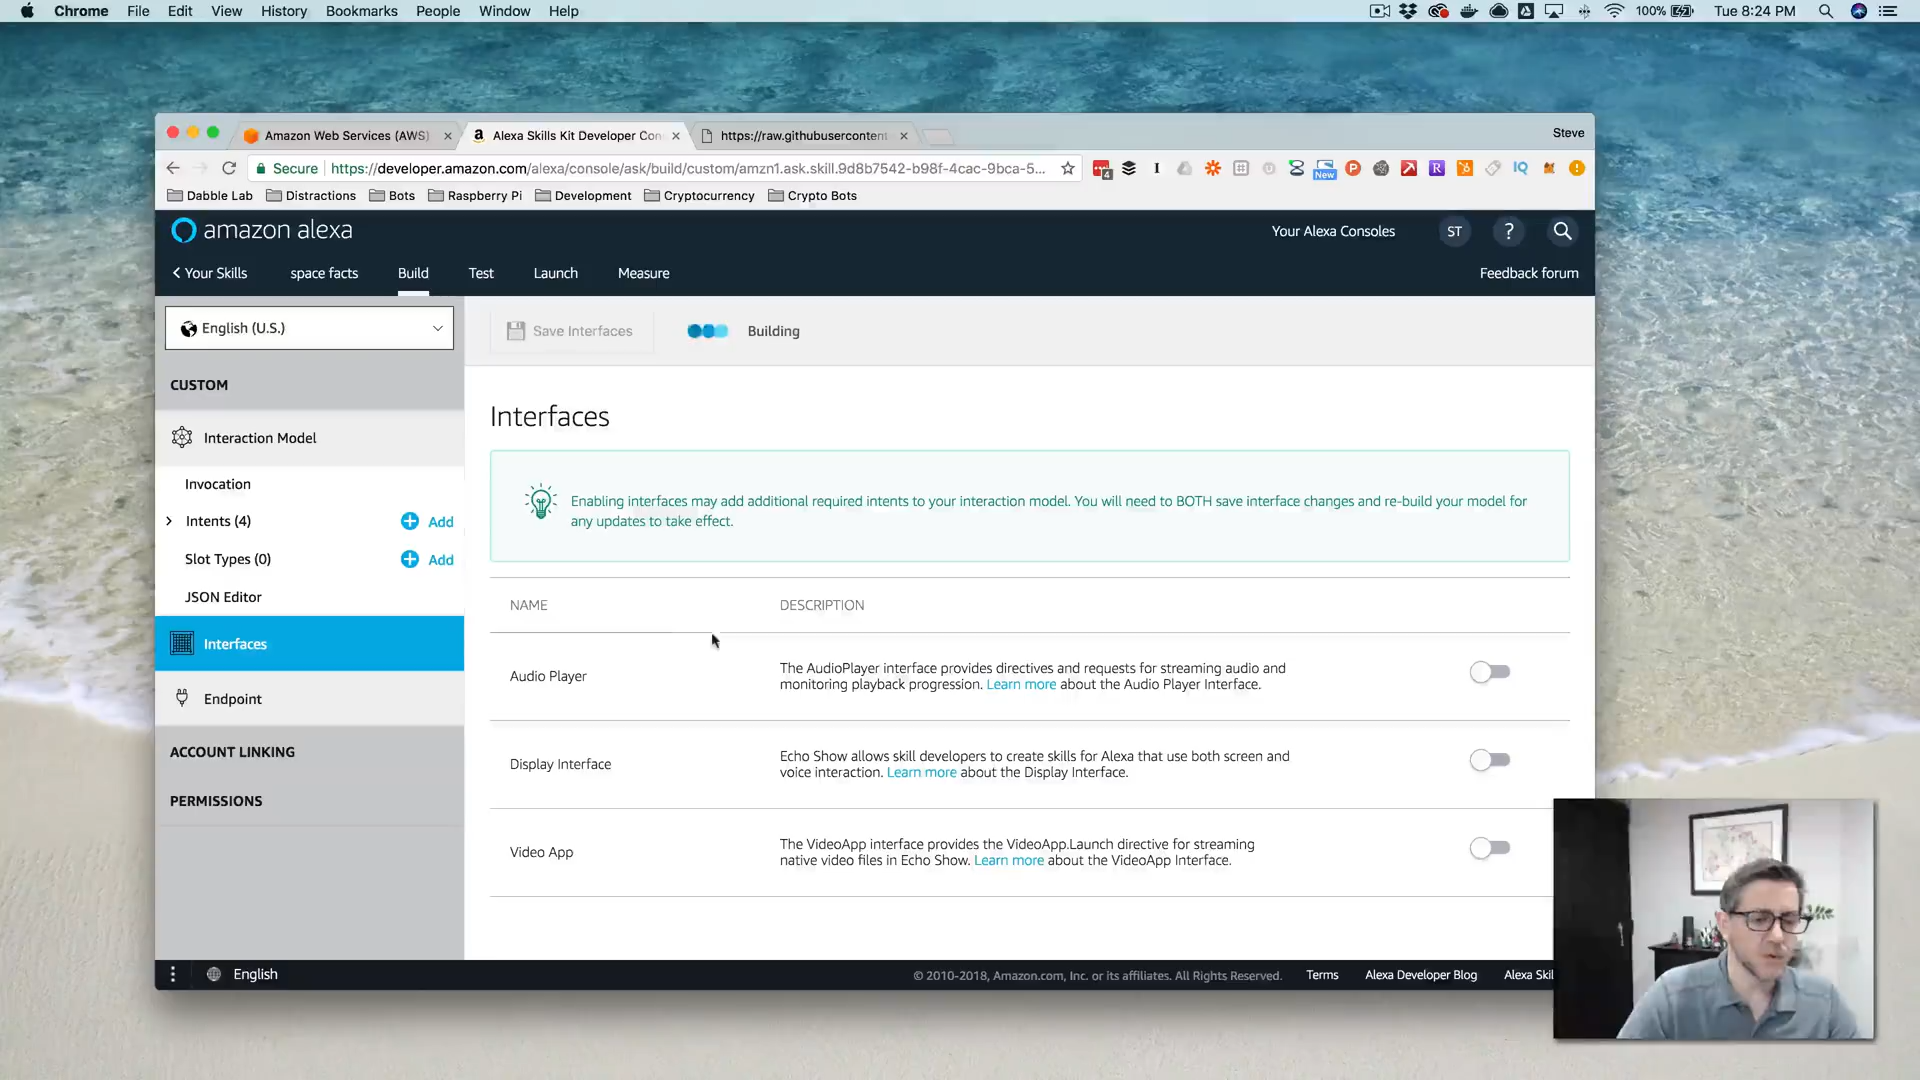 Chrome File Edit View History Bookmarks People Window Help 100% Tue 8:24 PM
Amazon Web Services (AWS) Alexa Skills Kit Developer Con https://raw.githubusercontent Steve
Secure https://developer.amazon.com/alexa/console/ask/build/custom/amzn1.ask.skill.9d8b7542-b98f-4cac-9bca-5... 4 New
Dabble Lab Distractions Bots Raspberry Pi Development Cryptocurrency Crypto Bots
amazon alexa Your Alexa Consoles ST ?
Your Skills space facts Build Test Launch Measure Feedback forum
English (U.S.) Save Interfaces Building
CUSTOM
Interaction Model
Invocation
Intents (4) Add
Slot Types (0) Add
JSON Editor
Interfaces
Endpoint
ACCOUNT LINKING
PERMISSIONS
Interfaces
Enabling interfaces may add additional required intents to your interaction model. You will need to BOTH save interface changes and re-build your model for
any updates to take effect.
NAME DESCRIPTION
Audio Player
The AudioPlayer interface provides directives and requests for streaming audio and
monitoring playback progression. Learn more about the Audio Player Interface.
Display Interface
Echo Show allows skill developers to create skills for Alexa that use both screen and
voice interaction. Learn more about the Display Interface.
Video App
The VideoApp interface provides the VideoApp.Launch directive for streaming
native video files in Echo Show. Learn more about the VideoApp Interface.
English © 2010-2018, Amazon.com, Inc. or its affiliates. All Rights Reserved. Terms Alexa Developer Blog Alexa Skil